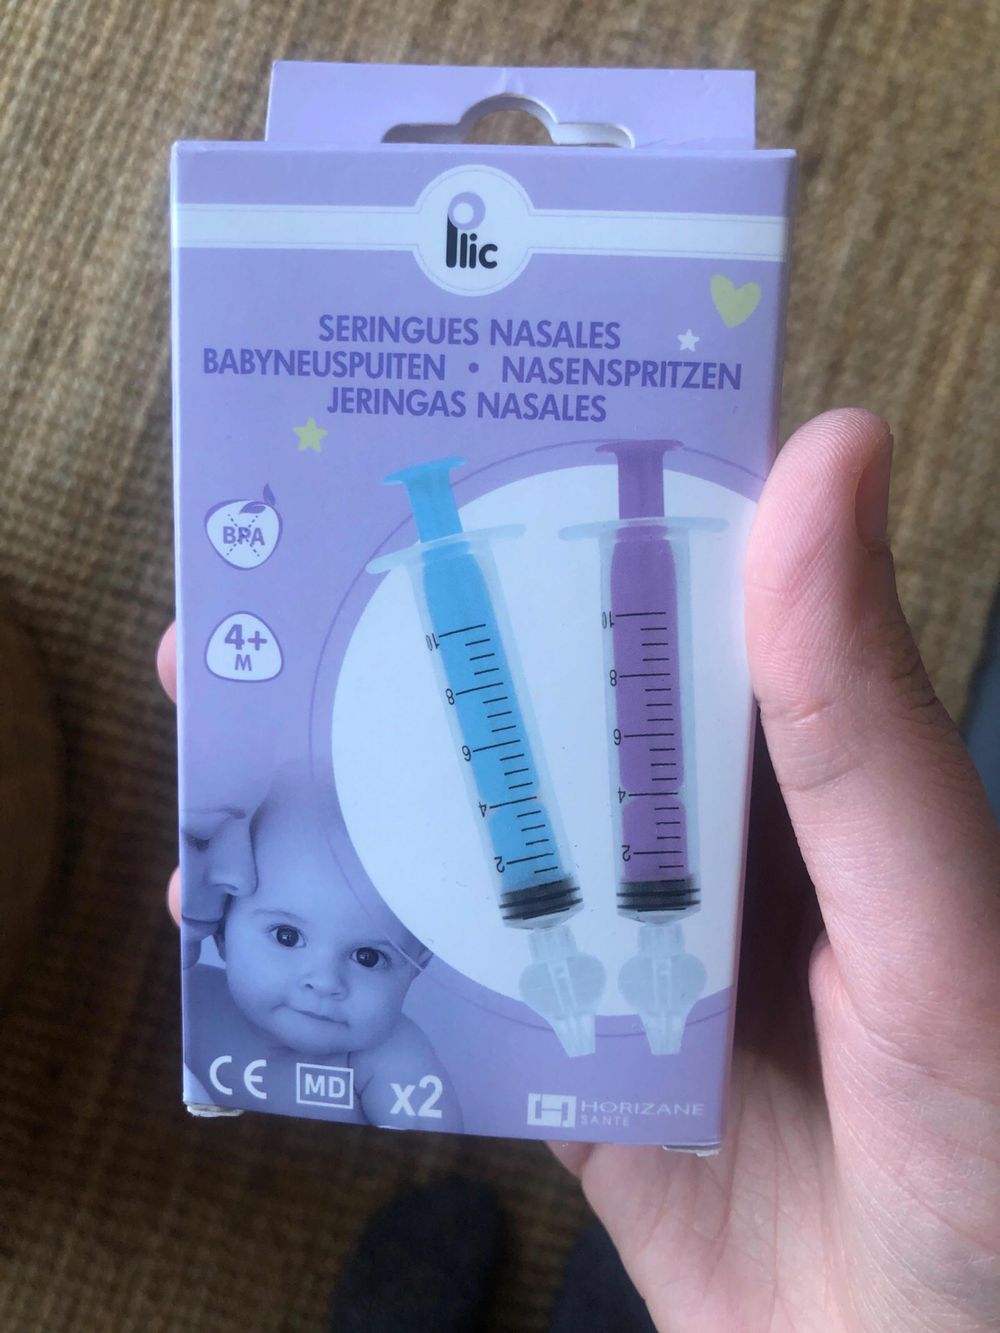 Plic
SERINGUES NASALES
BABYNEUSPUITEN • NASENSPRITZEN
JERINGAS NASALES
BPA
4+
M
10
8
6
4
2
10
8
6
4
2
CE MD x2
HORIZANE
SANTE